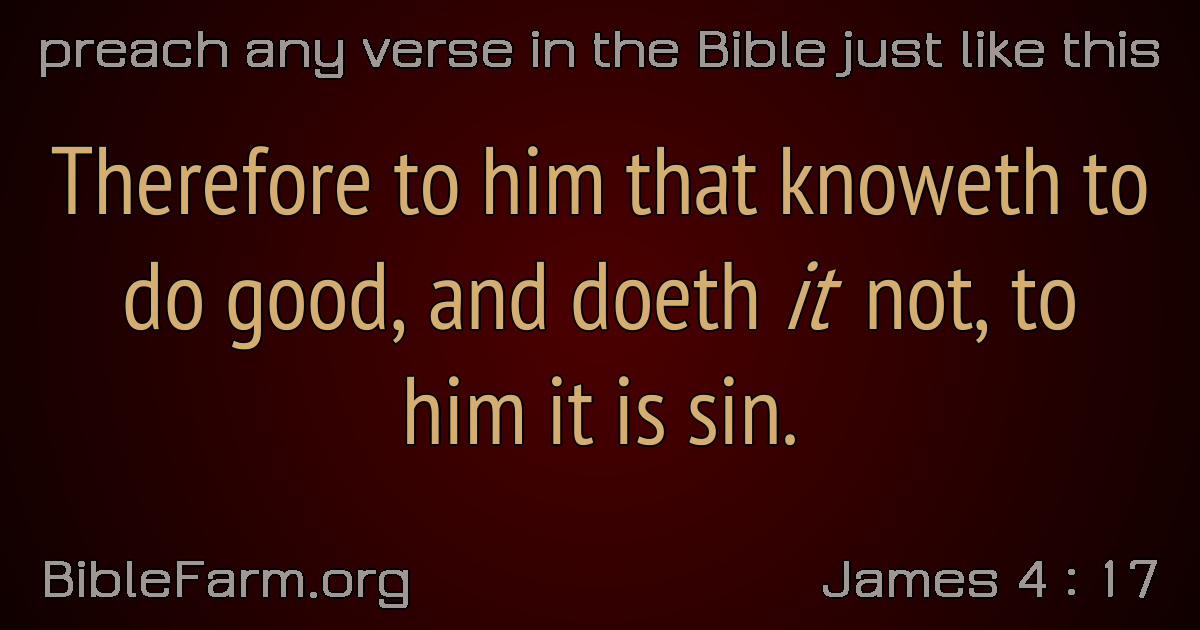 preach any verse in the Bible just like this
Therefore to him that knoweth to
do good, and doeth it not, to
him it is sin.
BibleFarm.org
James 4 : 17